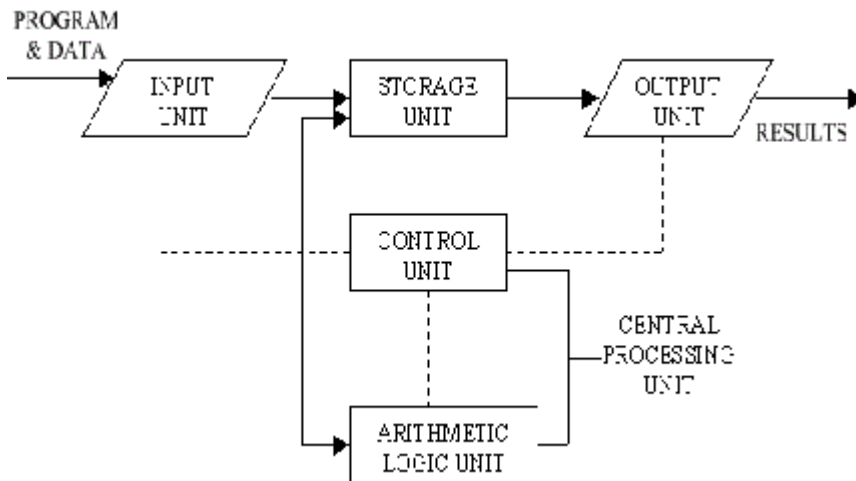 PROGRAM
& DATA
INPUT
UNIT
STORAGE
UNIT
OUTPUT
UNIT
RESULTS
CONTROL
UNIT
CENTRAL
PROCESSING
UNIT
ARITHMETIC
LOGIC UNIT